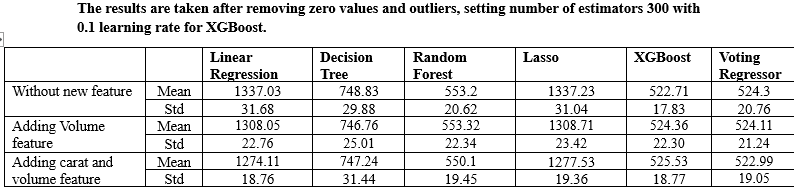 The results are taken after removing zero values and outliers, setting number of estimators 300 with
0.1 learning rate for XGBoost.
Linear Regression Decision Tree Random Forest Lasso XGBoost Voting Regressor
Without new feature Mean 1337.03 748.83 553.2 1337.23 522.71 524.3
Std 31.68 29.88 20.62 31.04 17.83 20.76
Adding Volume feature Mean 1308.05 746.76 553.32 1308.71 524.36 524.11
Std 22.76 25.01 22.34 23.42 22.30 21.24
Adding carat and volume feature Mean 1274.11 747.24 550.1 1277.53 525.53 522.99
Std 18.76 31.44 19.45 19.36 18.77 19.05